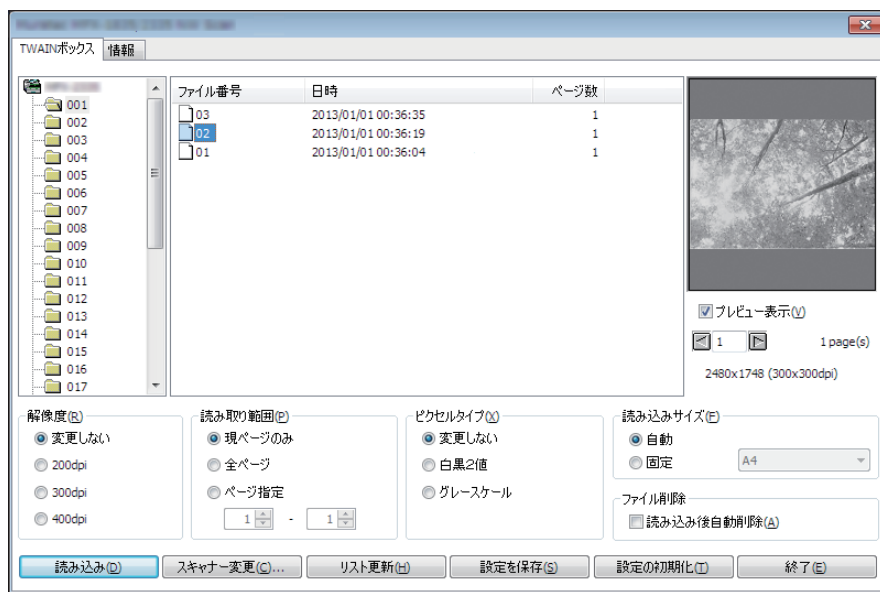 TWAINボックス 情報
ファイル番号 日時 ページ数
001
002
003
004
005
006
007
008
009
010
011
012
013
014
015
016
017
03 2013/01/01 00:36:35 1
02 2013/01/01 00:36:19 1
01 2013/01/01 00:36:04 1
プレビュー表示(V)
1 1 page(s)
2480x1748 (300x300dpi)
解像度(R)
変更しない
200dpi
300dpi
400dpi
読み取り範囲(P)
現ページのみ
全ページ
ページ指定
1 - 1
ピクセルタイプ(X)
変更しない
白黒2値
グレースケール
読み込みサイズ(F)
自動
固定 A4
ファイル削除
読み込み後自動削除(A)
読み込み(D) スキャナー変更(C)... リスト更新(H) 設定を保存(S) 設定の初期化(T) 終了(E)